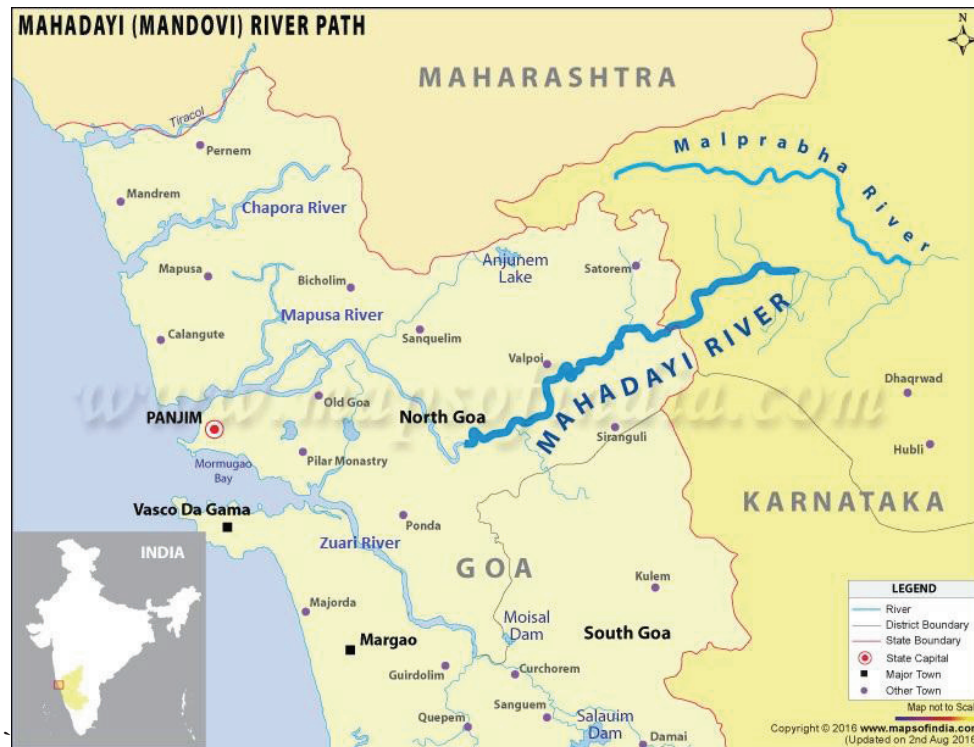 MAHADAYI (MANDOVI) RIVER PATH
N
MAHARASHTRA
Tiracol
Pernem
Malprabha River
Mandrem
Chapora River
Anjunem
Lake
Satorem
Mapusa
Bicholim
Mapusa River
Sanquelim
Calangute
Valpoi
MAHADAYI RIVER
www.mapsofindia.com
Old Goa
Dhaqrwad
PANJIM
North Goa
Siranguli
Hubli
Pilar Monastry
Mormugao
Bay
KARNATAKA
Vasco Da Gama
Ponda
Zuari River
INDIA
GOA
Kulem
LEGEND
River
District Boundary
State Boundary
State Capital
Major Town
Other Town
Majorda
Moisal
Dam
South Goa
Margao
Guirdolim
Curchorem
Sanguem
Quepem
Salauim
Dam
Damai
Map not to Scal
Copyright © 2016 www.mapsofindia.com
(Updated on 2nd Aug 2016